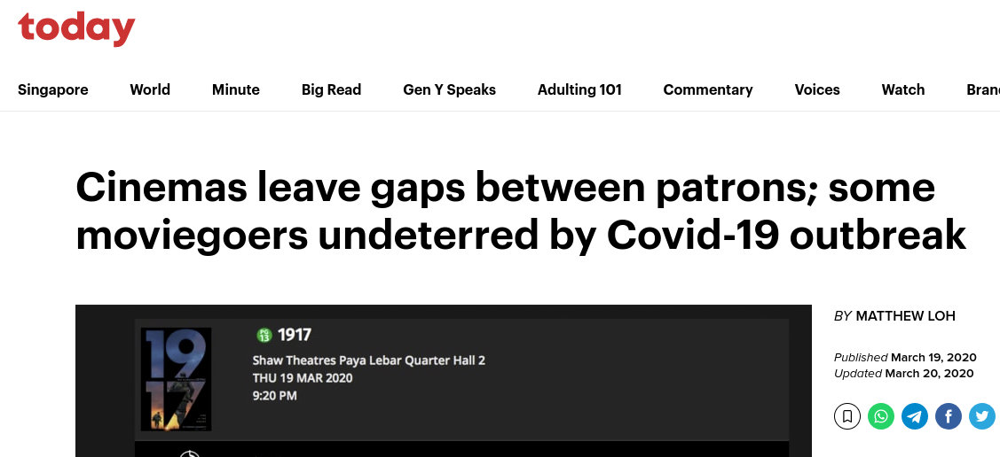 today
Singapore World Minute Big Read Gen Y Speaks Adulting 101 Commentary Voices Watch
Cinemas leave gaps between patrons; some
moviegoers undeterred by Covid-19 outbreak
BY MATTHEW LOH
Published March 19, 2020
Updated March 20, 2020
19
17
PG
13 1917
Shaw Theatres Paya Lebar Quarter Hall 2
THU 19 MAR 2020
9:20 PM